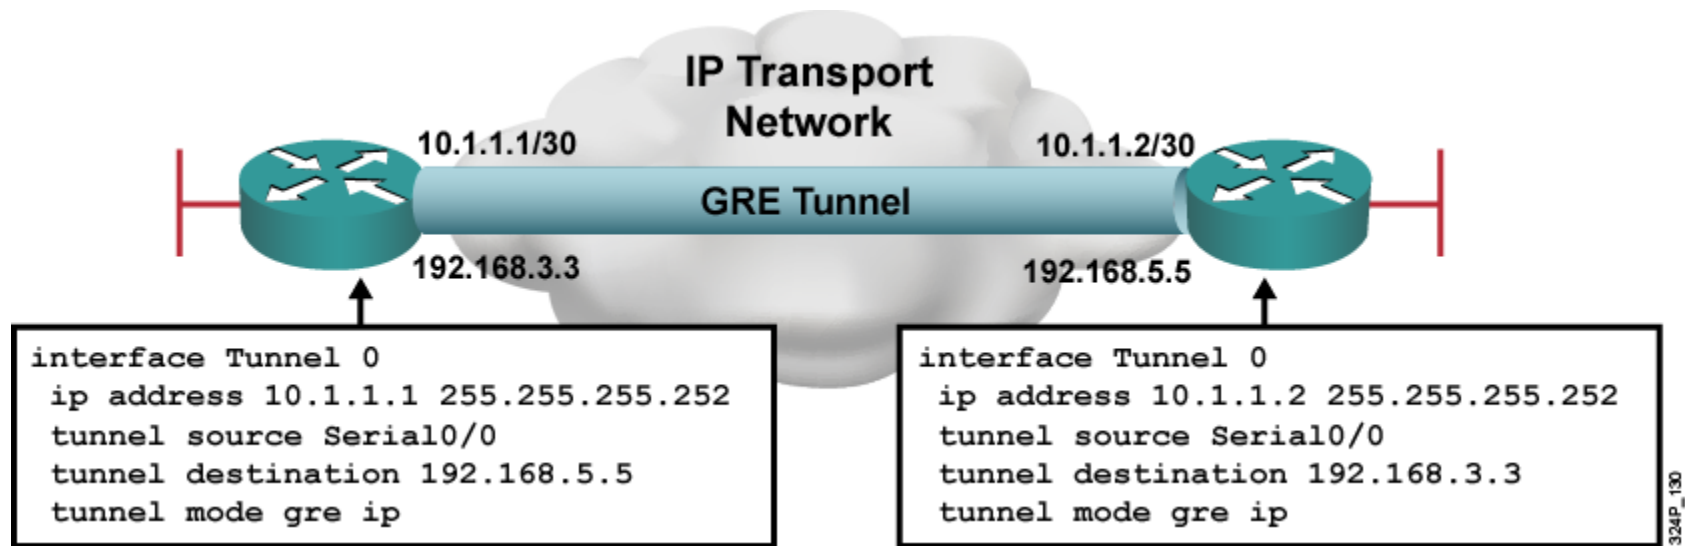 IP Transport
Network
10.1.1.1/30
10.1.1.2/30
GRE Tunnel
192.168.3.3
192.168.5.5
interface Tunnel 0
ip address 10.1.1.1 255.255.255.252
tunnel source Serial0/0
tunnel destination 192.168.5.5
tunnel mode gre ip
interface Tunnel 0
ip address 10.1.1.2 255.255.255.252
tunnel source Serial0/0
tunnel destination 192.168.3.3
tunnel mode gre ip
324P_130